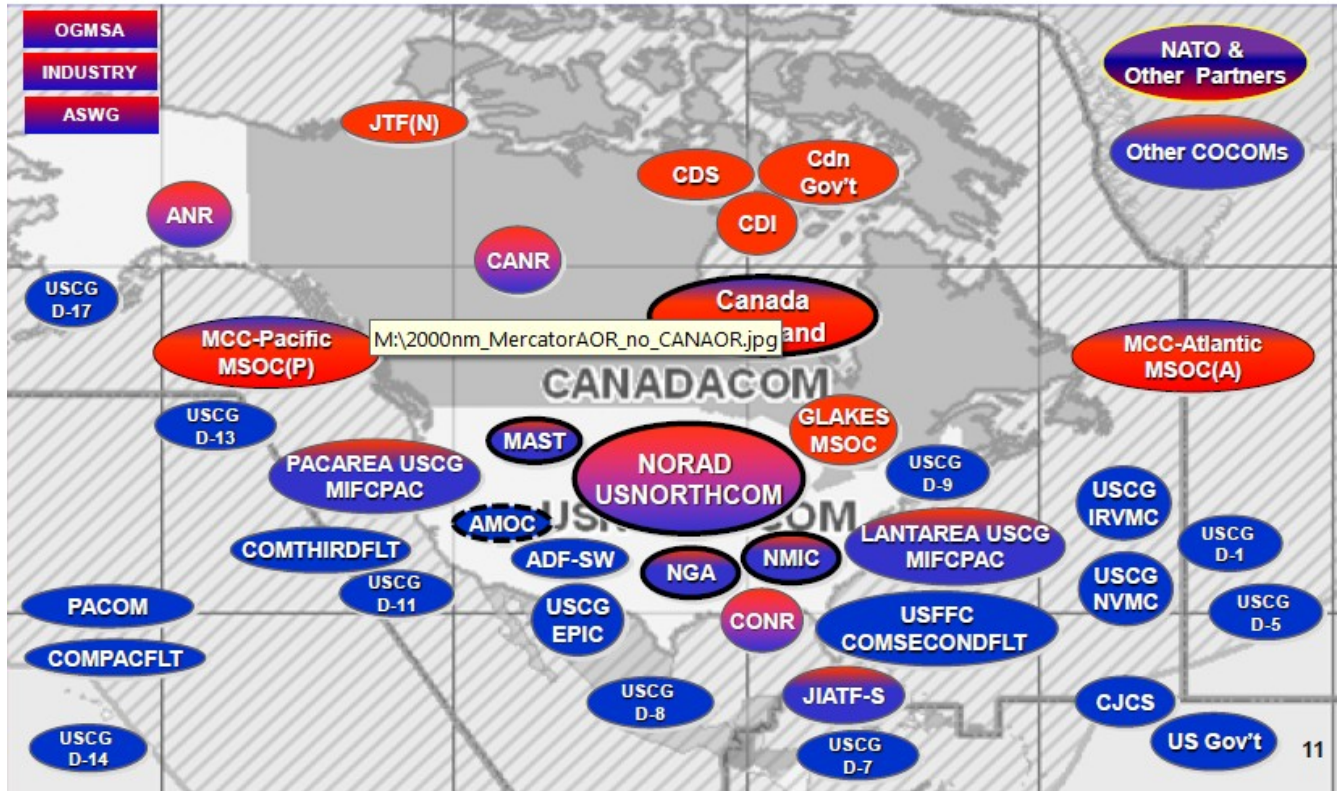 OGMSA
INDUSTRY
ASWG
NATO &
Other Partners
Other COCOMs
JTF(N)
CDS
Cdn
Gov't
CDI
ANR
CANR
USCG
D-17
Canada
and
M:\2000nm_MercatorAOR_no_CANAOR.jpg
MCC-Pacific
MSOC(P)
MCC-Atlantic
MSOC(A)
CANADACOM
USCG
D-13
MAST
GLAKES
MSOC
PACAREA USCG
MIFCPAC
NORAD
USNORTHCOM
USCG
D-9
USCG
IRVMC
AMOC
US
COM
LANTAREA USCG
MIFCPAC
USCG
D-1
COMTHIRDFLT
ADF-SW
NGA
NMIC
USCG
D-11
USCG
NVMC
PACOM
USCG
EPIC
CONR
USFFC
COMSECONDFLT
USCG
D-5
COMPACFLT
USCG
D-8
JIATF-S
CJCS
USCG
D-14
USCG
D-7
US Gov't
11